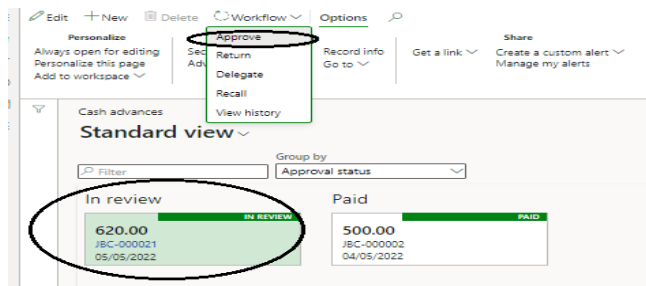 Edit + New Delete Workflow Options
Personalize
Always open for editing
Personalize this page
Add to workspace
Sec
Adv
Approve
Return
Delegate
Recall
View history
Record info
Go to
Get a link
Share
Create a custom alert
Manage my alerts
Cash advances
Standard view
Group by
Filter
Approval status
In review
IN REVIEW
620.00
JBC-000021
05/05/2022
Paid
PAID
500.00
JBC-000002
04/05/2022